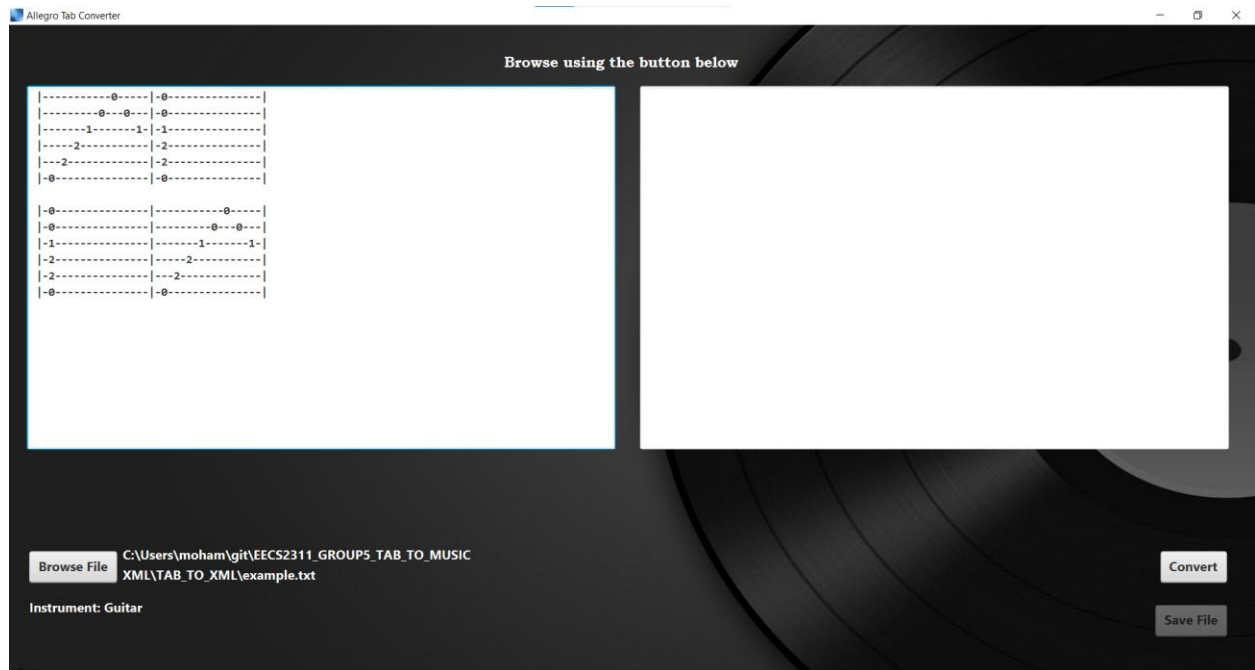 Allegro Tab Converter
Browse using the button below
|-----------0-----|-0---------------|
|---------0---0---|-0---------------|
|-------1-------1-|-1---------------|
|-----2-----------|-2---------------|
|---2-------------|-2---------------|
|-0---------------|-0---------------|
|-0---------------|-----------0-----|
|-0---------------|---------0---0---|
|-1---------------|-------1-------1-|
|-2---------------|-----2-----------|
|-2---------------|---2-------------|
|-0---------------|-0---------------|
Browse File
C:\Users\moham\git\EECS2311_GROUP5_TAB_TO_MUSIC
XML\TAB_TO_XML\example.txt
Convert
Instrument: Guitar
Save File